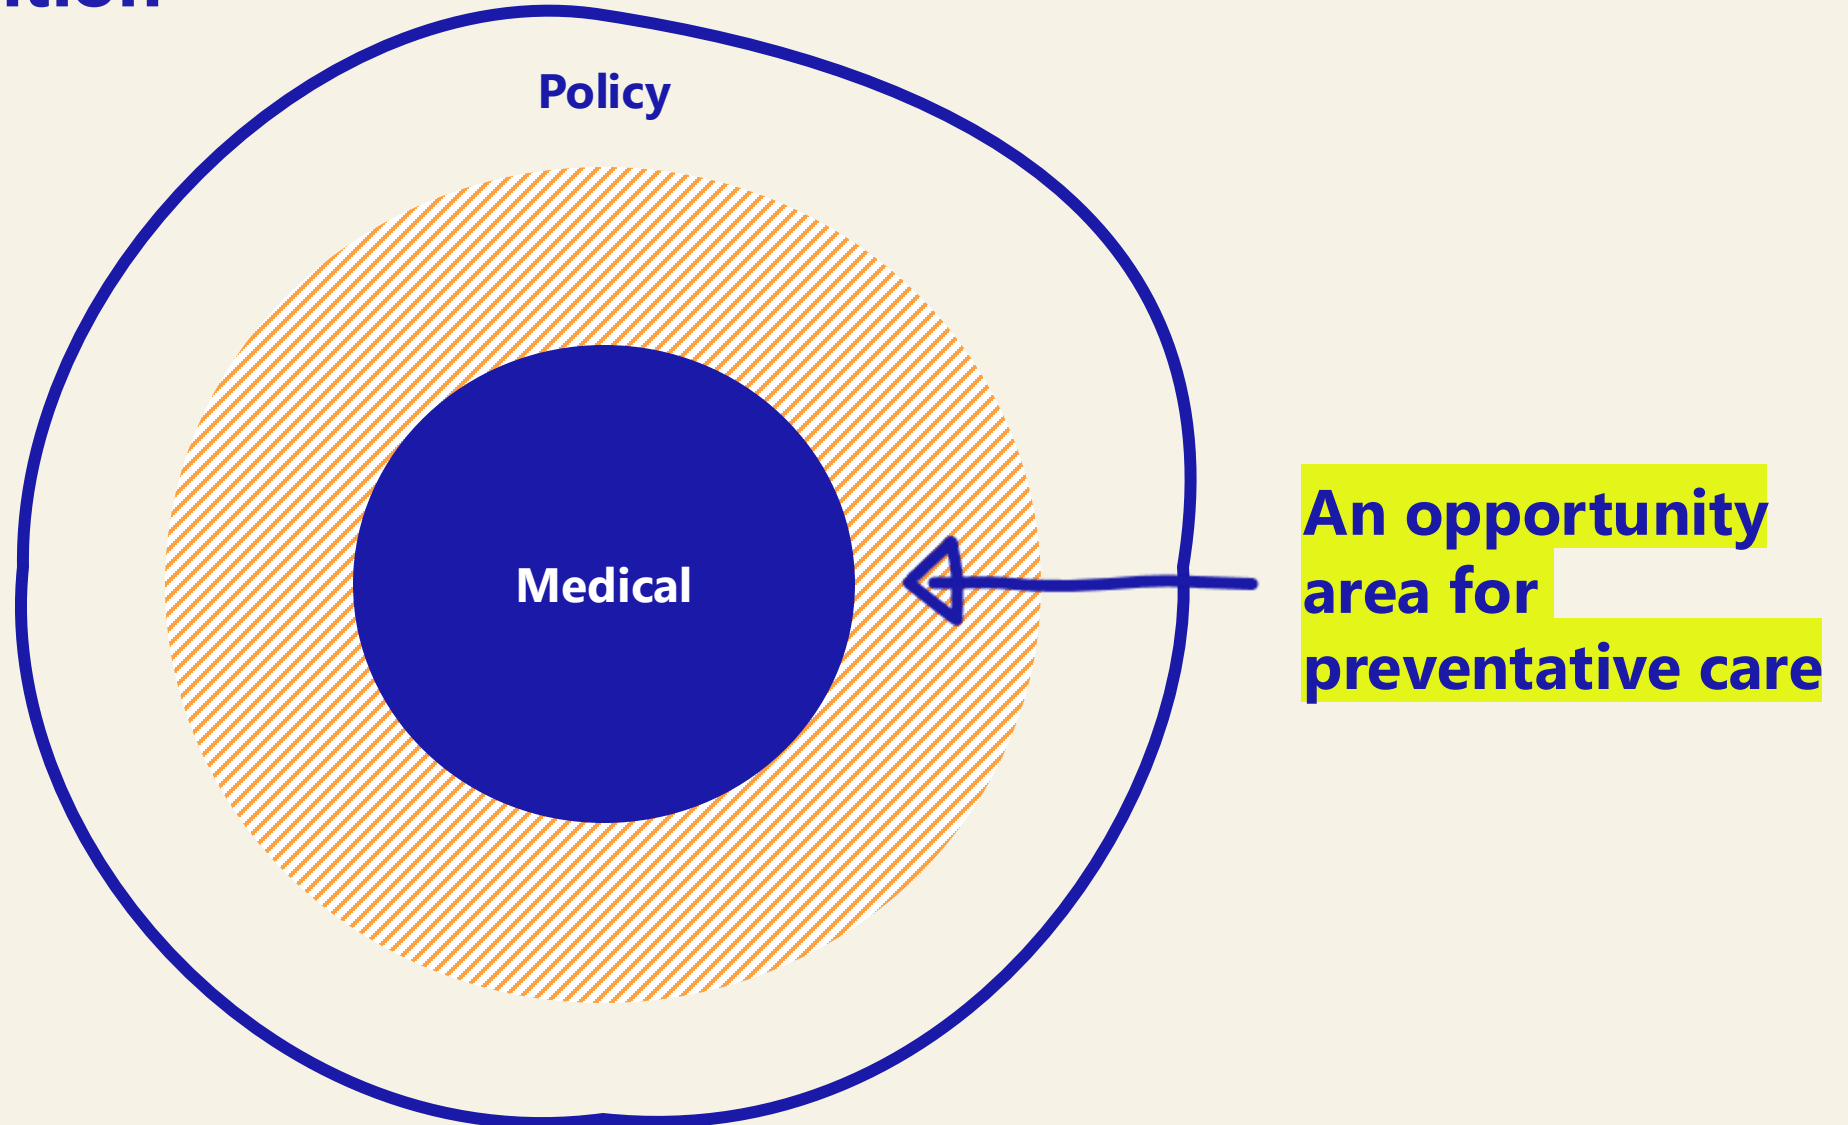 Policy
Medical
An opportunity
area for
preventative care